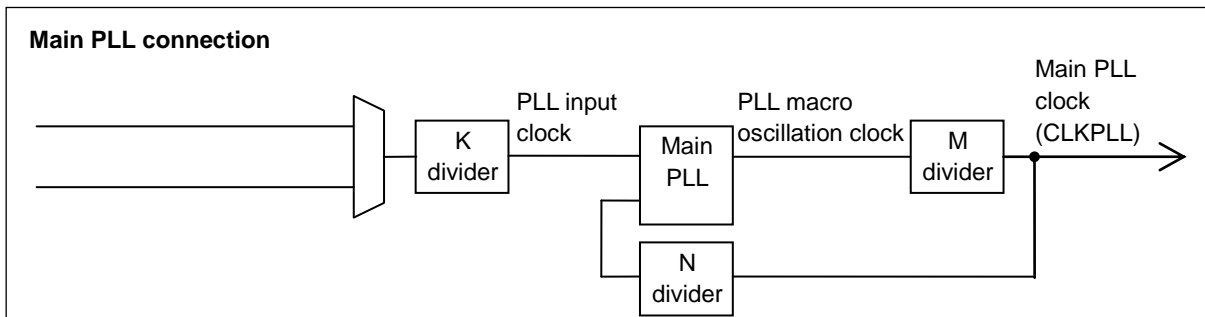 Main PLL connection
K
divider
PLL input
clock
Main
PLL
PLL macro
oscillation clock
M
divider
Main PLL
clock
(CLKPLL)
N
divider